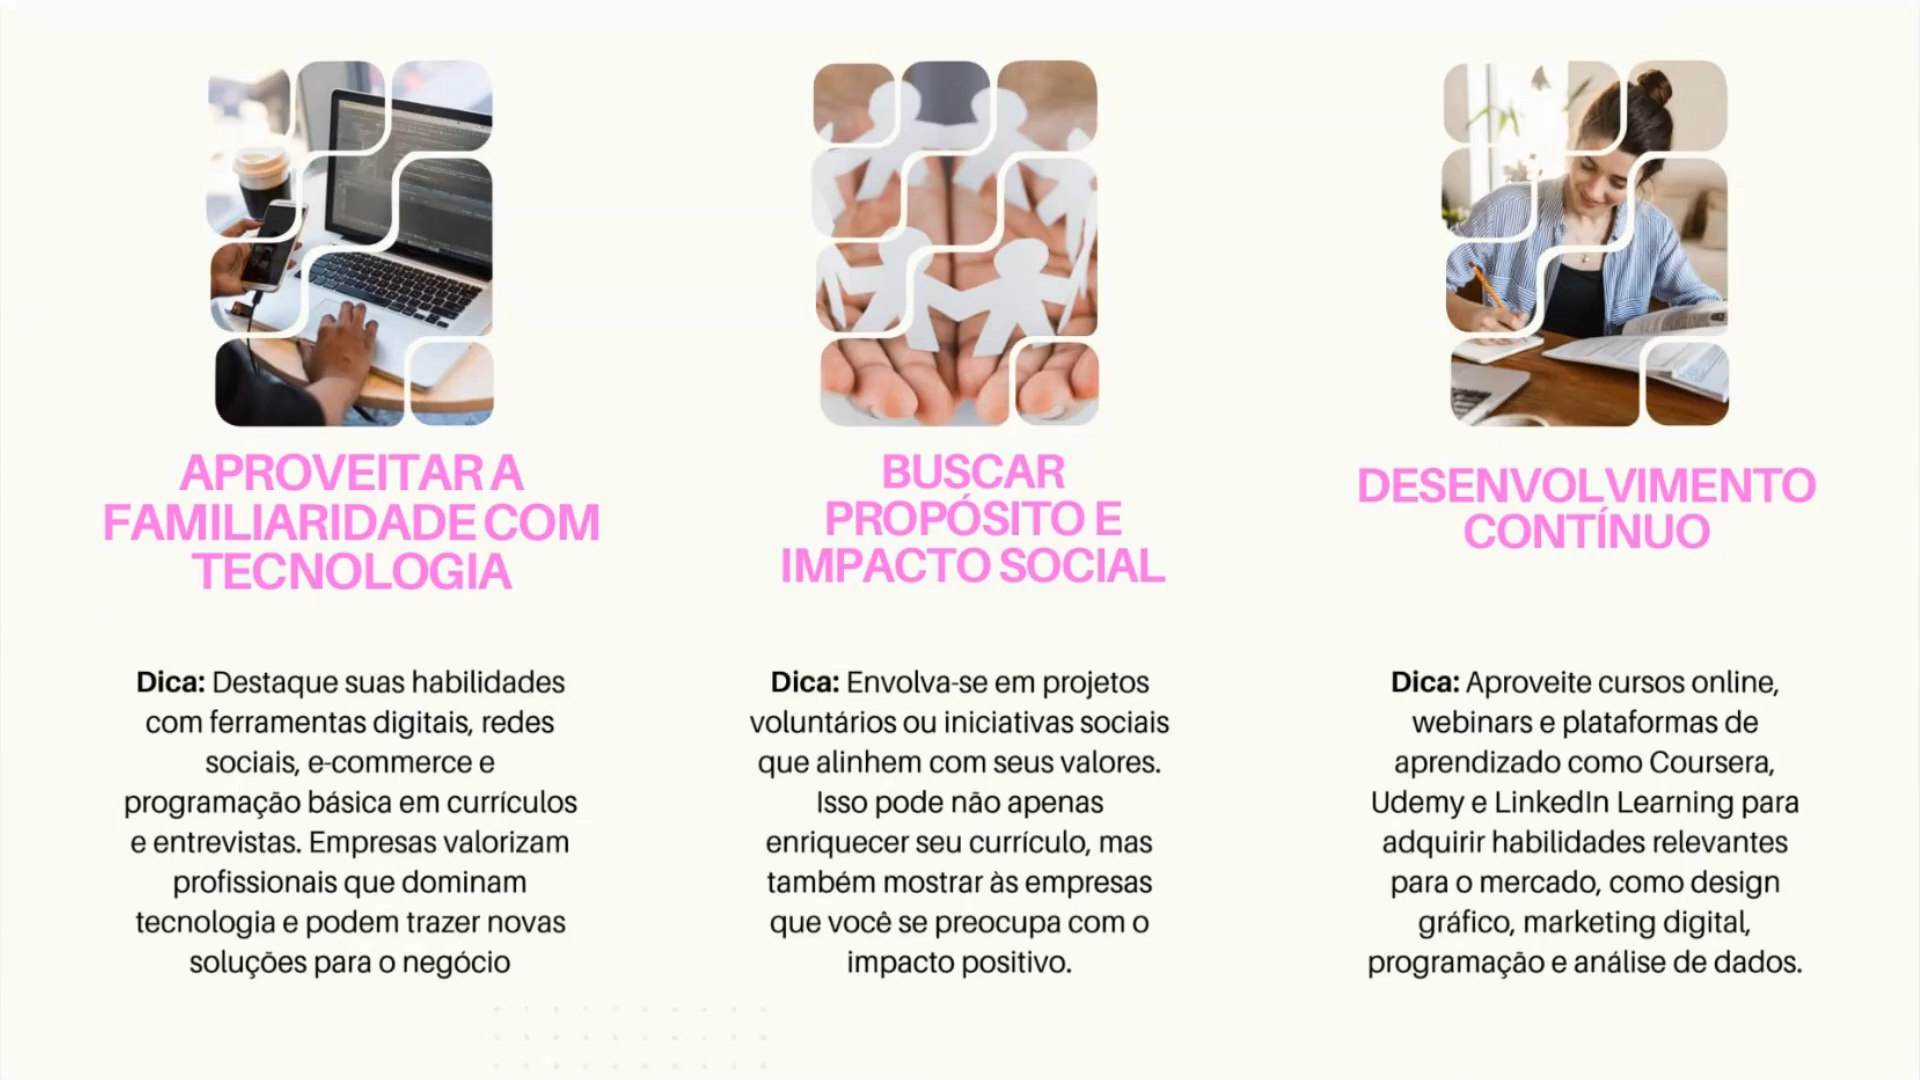 APROVEITAR A
FAMILIARIDADE COM
TECNOLOGIA
Dica: Destaque suas habilidades
com ferramentas digitais, redes
sociais, e-commerce e
programação básica em currículos
e entrevistas. Empresas valorizam
profissionais que dominam
tecnologia e podem trazer novas
soluções para o negócio
BUSCAR
PROPÓSITO E
IMPACTO SOCIAL
Dica: Envolva-se em projetos
voluntários ou iniciativas sociais
que alinhem com seus valores.
Isso pode não apenas
enriquecer seu currículo, mas
também mostrar às empresas
que você se preocupa com o
impacto positivo.
DESENVOLVIMENTO
CONTÍNUO
Dica: Aproveite cursos online,
webinars e plataformas de
aprendizado como Coursera,
Udemy e LinkedIn Learning para
adquirir habilidades relevantes
para o mercado, como design
gráfico, marketing digital,
programação e análise de dados.